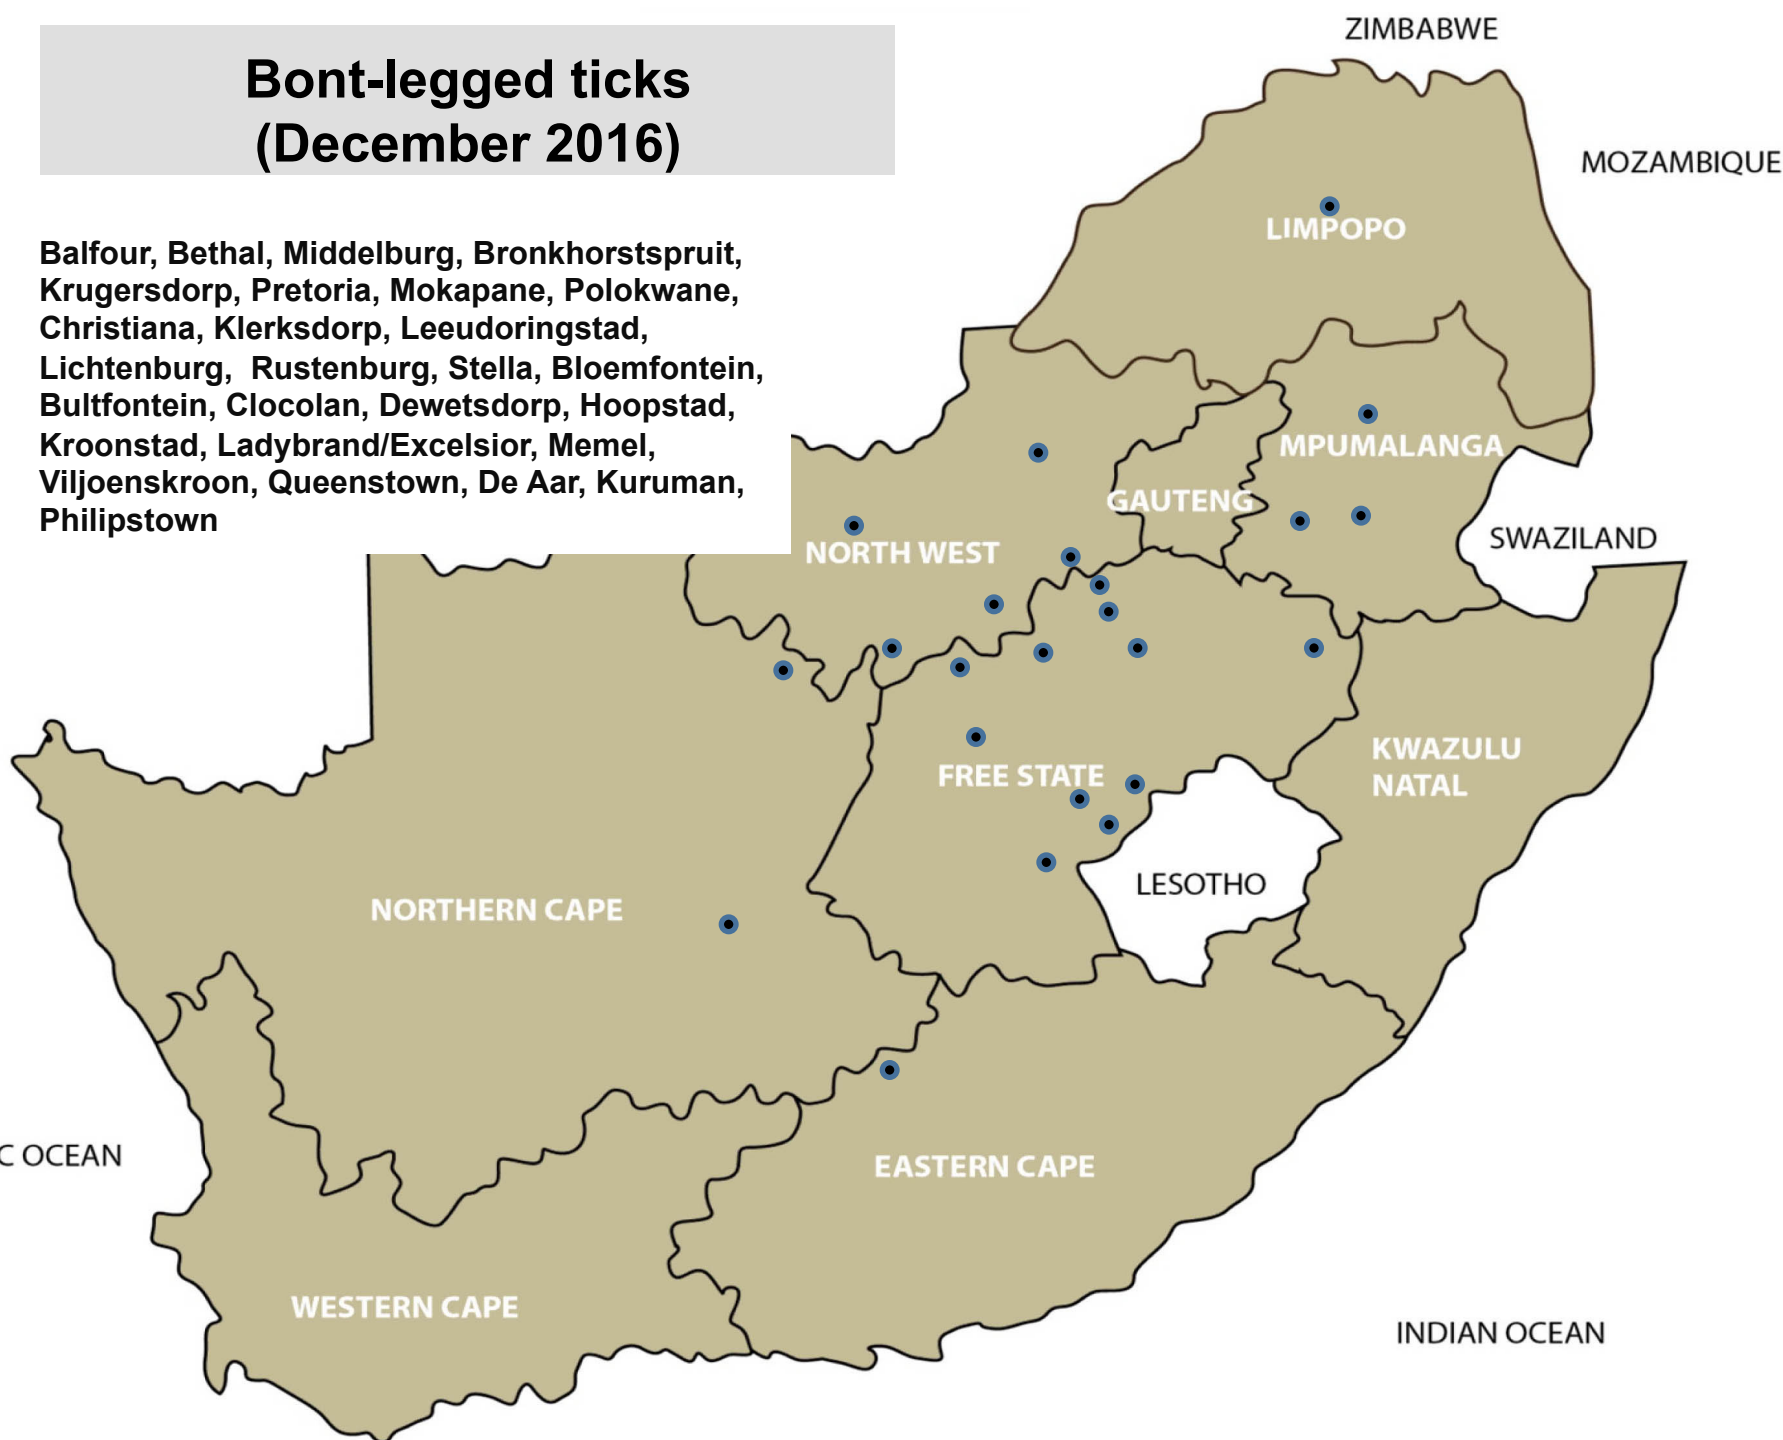 Bont-legged ticks
(December 2016)
Balfour, Bethal, Middelburg, Bronkhorstspruit,
Krugersdorp, Pretoria, Mokapane, Polokwane,
Christiana, Klerksdorp, Leeudoringstad,
Lichtenburg, Rustenburg, Stella, Bloemfontein,
Bultfontein, Clocolan, Dewetsdorp, Hoopstad,
Kroonstad, Ladybrand/Excelsior, Memel,
Viljoenskroon, Queenstown, De Aar, Kuruman,
Philipstown
ZIMBABWE
MOZAMBIQUE
LIMPOPO
MPUMALANGA
GAUTENG
SWAZILAND
NORTH WEST
KWAZULU
NATAL
FREE STATE
LESOTHO
NORTHERN CAPE
C OCEAN
EASTERN CAPE
WESTERN CAPE
INDIAN OCEAN